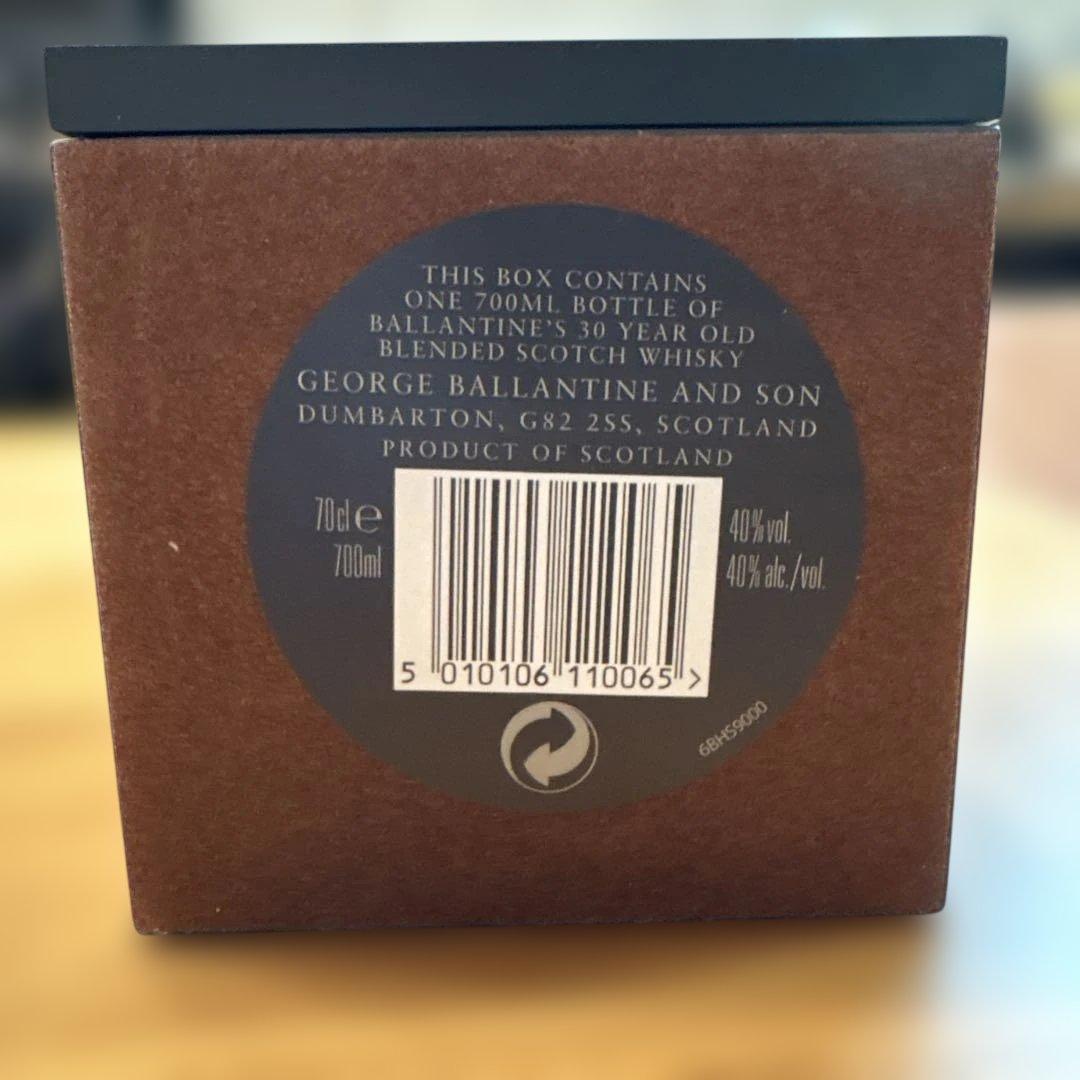 THIS BOX CONTAINS
ONE 700ML BOTTLE OF
BALLANTINE'S 30 YEAR OLD
BLENDED SCOTCH WHISKY
GEORGE BALLANTINE AND SON
DUMBARTON, G82 2SS, SCOTLAND
PRODUCT OF SCOTLAND
70cl e
700ml
40% vol.
40% alc./vol.
5 010106 110065 >
6BHS9000